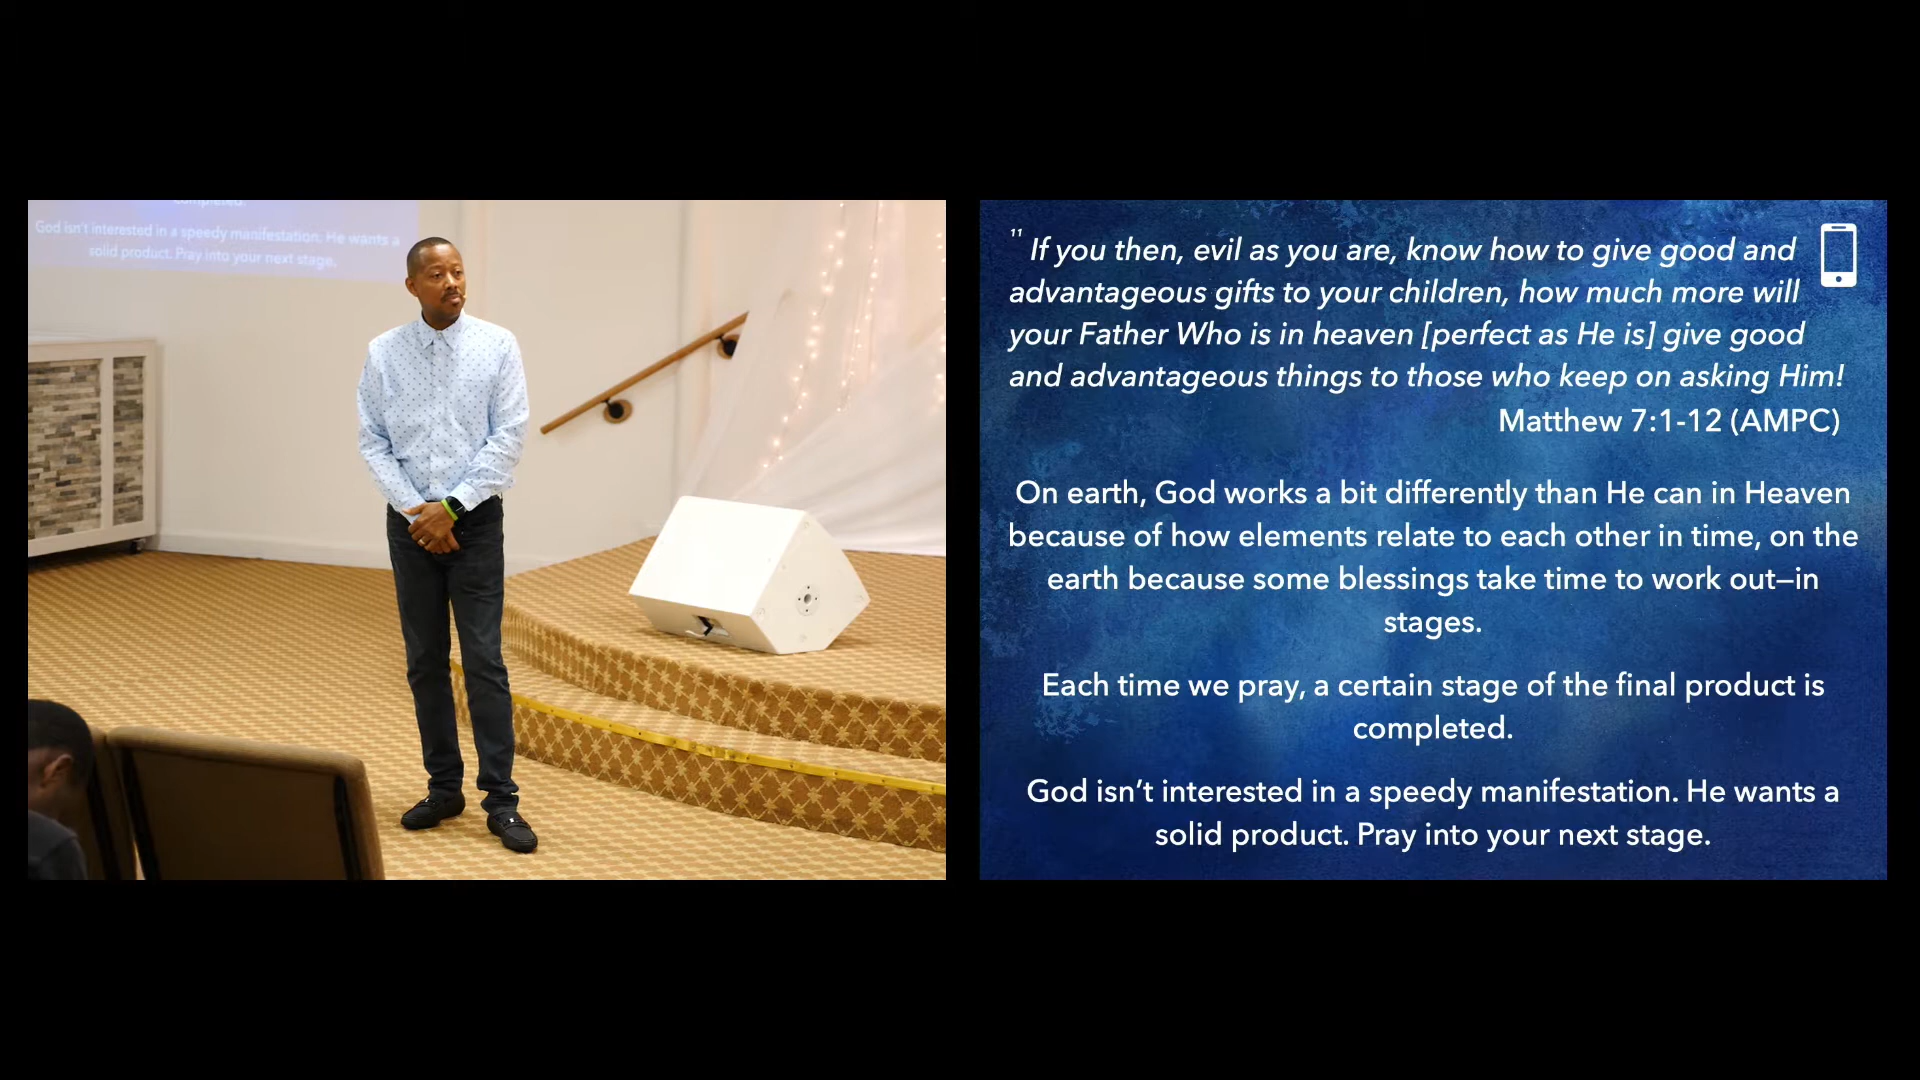 completed.
God isn't interested in a speedy manifestation. He wants a
solid product. Pray into your next stage.
11 If you then, evil as you are, know how to give good and
advantageous gifts to your children, how much more will
your Father Who is in heaven [perfect as He is] give good
and advantageous things to those who keep on asking Him!
Matthew 7:1-12 (AMPC)
On earth, God works a bit differently than He can in Heaven
because of how elements relate to each other in time, on the
earth because some blessings take time to work out—in
stages.
Each time we pray, a certain stage of the final product is
completed.
God isn’t interested in a speedy manifestation. He wants a
solid product. Pray into your next stage.